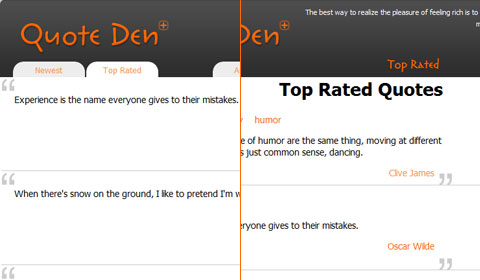 Quote Den
Newest
Top Rated
Experience is the name everyone gives to their mistakes.
When there's snow on the ground, I like to pretend I'm
The best way to realize the pleasure of feeling rich is to
Den
Top Rated
Top Rated Quotes
humor
e of humor are the same thing, moving at different
s just common sense, dancing.
Clive James
ryone gives to their mistakes.
Oscar Wilde